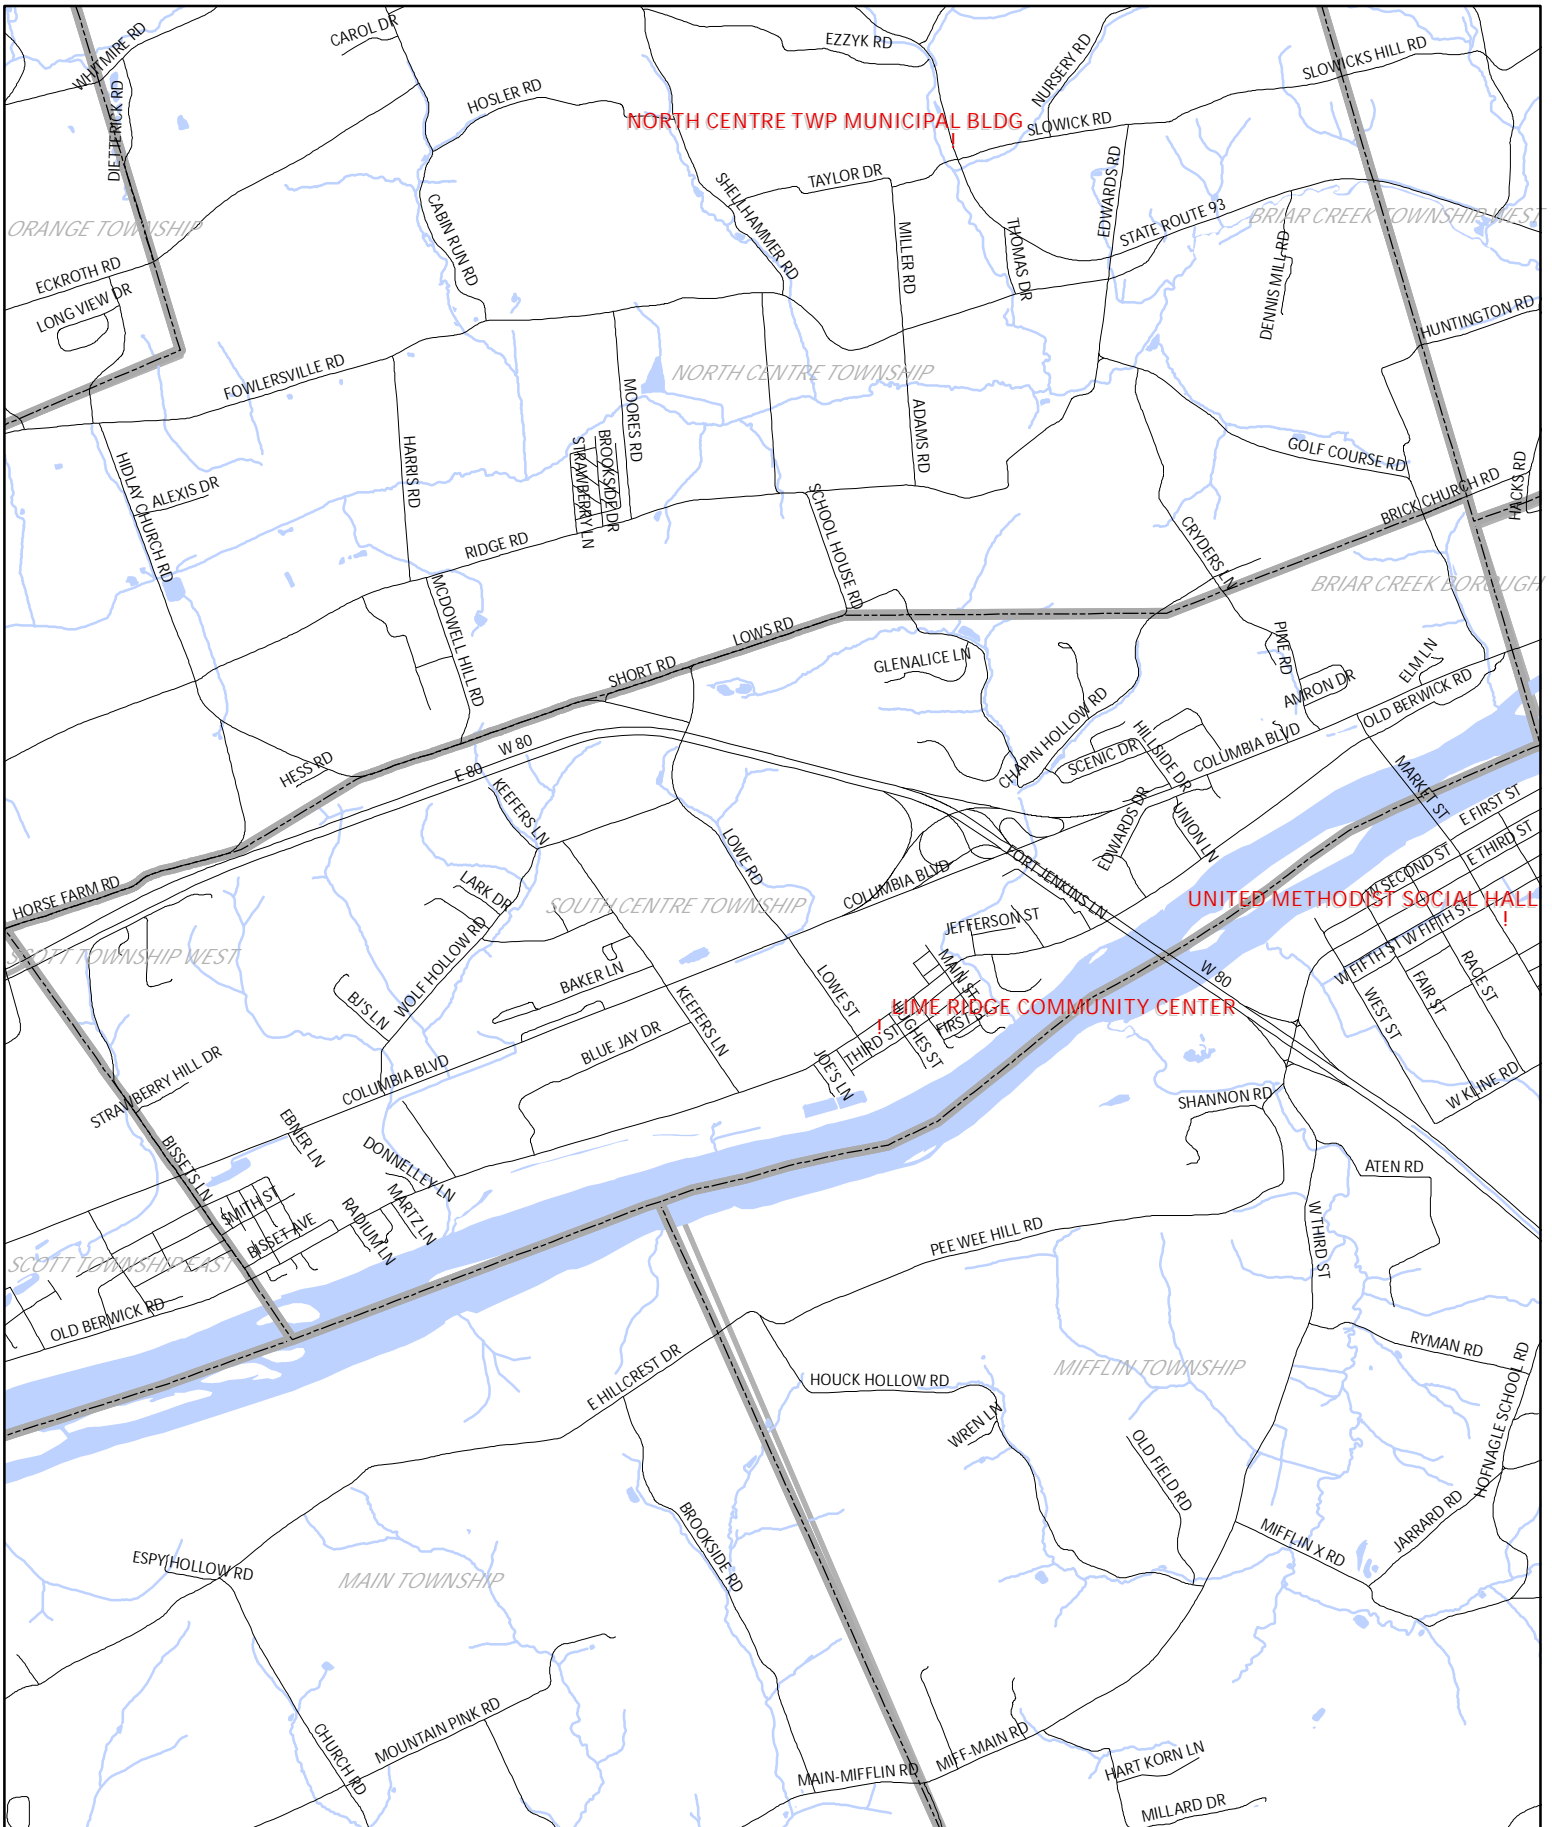 WHITMIRE RD
CAROL DR
EZZYK RD
NURSERY RD
SLOWICKS HILL RD
DIETTERICK RD
HOSLER RD
NORTH CENTRE TWP MUNICIPAL BLDG
!
SLOWICK RD
TAYLOR DR
EDWARDS RD
SHELLHAMMER RD
CABIN RUN RD
MILLER RD
THOMAS DR
STATE ROUTE 93
BRIAR CREEK TOWNSHIP WEST
ORANGE TOWNSHIP
ECKROTH RD
LONG VIEW DR
DENNIS MILL RD
HUNTINGTON RD
FOWLERSVILLE RD
NORTH CENTRE TOWNSHIP
MOORES RD
ADAMS RD
HARRIS RD
STRAWBERRY LN
BROOKSIDE DR
GOLF COURSE RD
HIDLAY CHURCH RD
ALEXIS DR
BRICK CHURCH RD
HACKS RD
SCHOOL HOUSE RD
CRYDERS LN
RIDGE RD
MCDOWELL HILL RD
BRIAR CREEK BOROUGH
LOWS RD
SHORT RD
GLENALICE LN
PINE RD
ELM LN
AMRON DR
OLD BERWICK RD
CHAPIN HOLLOW RD
SCENIC DR
HILLSIDE DR
COLUMBIA BLVD
W 80
E 80
HESS RD
KEEFERS LN
MARKET ST
E FIRST ST
EDWARDS DR
UNION LN
E THIRD ST
LOWE RD
FORT JENKINS LN
W SECOND ST
COLUMBIA BLVD
HORSE FARM RD
LARK DR
SOUTH CENTRE TOWNSHIP
UNITED METHODIST SOCIAL HALL
!
JEFFERSON ST
W FIFTH ST
W FIFTH ST
SCOTT TOWNSHIP WEST
WOLF HOLLOW RD
BAKER LN
MAIN ST
W 80
RACE ST
FAIR ST
WEST ST
BJ'S LN
LOWE ST
KEEFERS LN
LIME RIDGE COMMUNITY CENTER
!
HUGHES ST
THIRD ST
BLUE JAY DR
JOE'S LN
STRAWBERRY HILL DR
COLUMBIA BLVD
W KLINE RD
SHANNON RD
EBNER LN
BISSETS LN
DONNELLEY LN
ATEN RD
SMITH ST
MARTZ LN
RADIUM LN
BISSET AVE
W THIRD ST
PEE WEE HILL RD
SCOTT TOWNSHIP EAST
OLD BERWICK RD
RYMAN RD
E HILLCREST DR
HOUCK HOLLOW RD
MIFFLIN TOWNSHIP
HOFNAGLE SCHOOL RD
WREN LN
OLD FIELD RD
BROOKSIDE RD
MIFFLIN X RD
JARRARD RD
ESPY HOLLOW RD
MAIN TOWNSHIP
MOUNTAIN PINK RD
CHURCH RD
MIFF-MAIN RD
MAIN-MIFFLIN RD
HART KORN LN
MILLARD DR